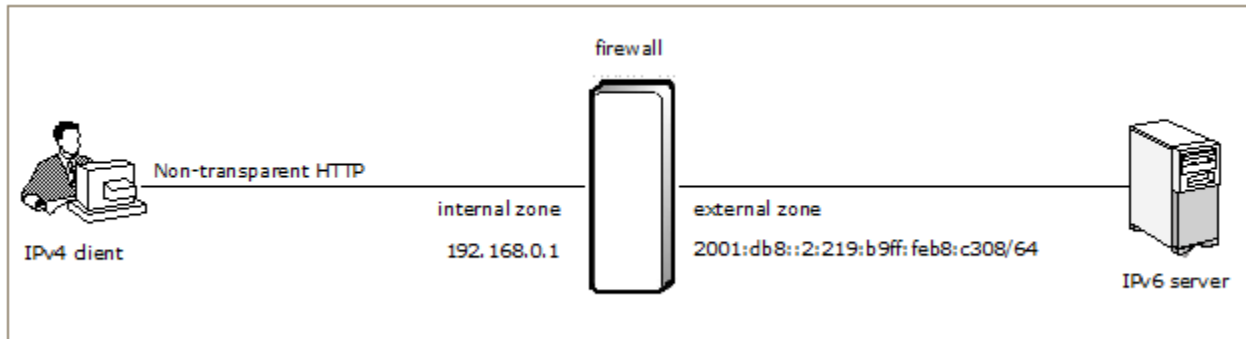 firewall
Non-transparent HTTP
internal zone
external zone
IPv4 client
192.168.0.1
2001:db8::2:219:b9ff:feb8:c308/64
IPv6 server